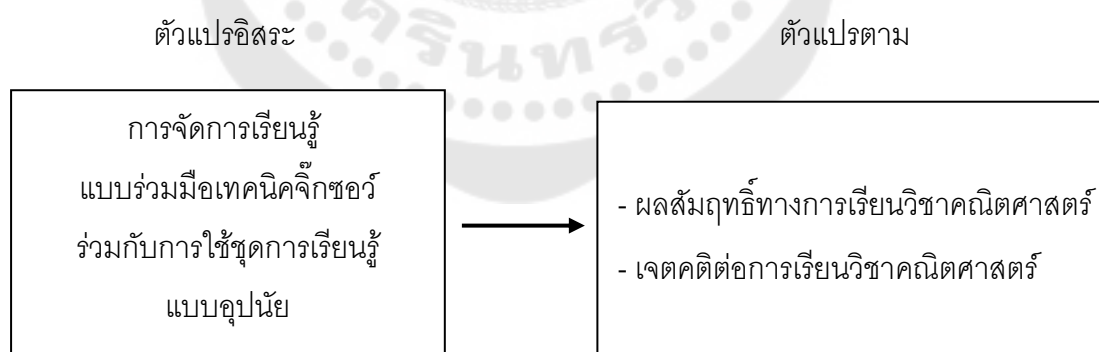 ตัวแปรอิสระ
ตัวแปรตาม
การจัดการเรียนรู้
แบบร่วมมือเทคนิคจิ๊กซอว์
ร่วมกับการใช้ชุดการเรียนรู้
แบบอุปนัย
- ผลสัมฤทธิ์ทางการเรียนวิชาคณิตศาสตร์
- เจตคติต่อการเรียนวิชาคณิตศาสตร์